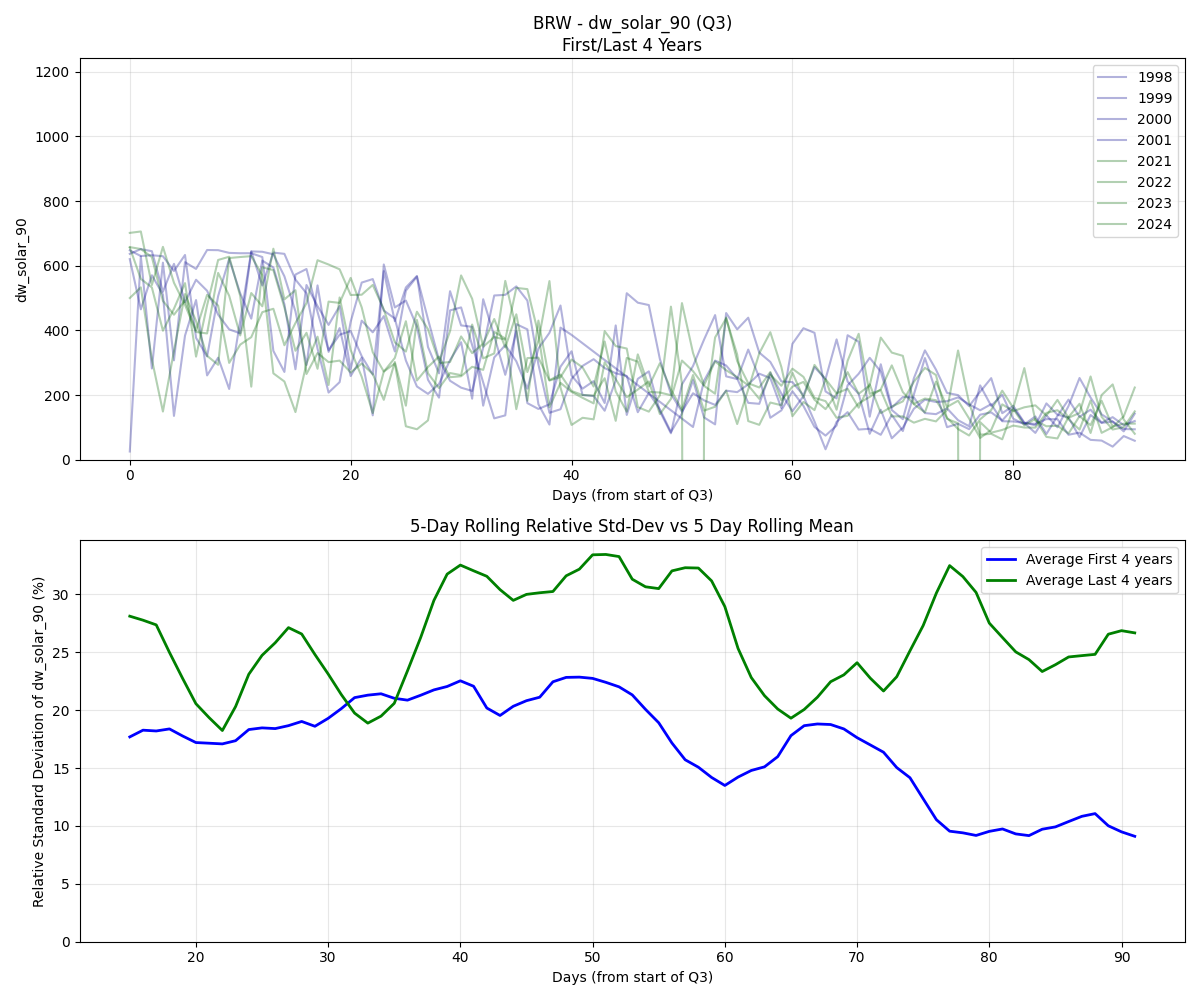 BRW - dw_solar_90 (Q3)
First/Last 4 Years
1200
1000
800
600
400
200
0
dw_solar_90
1998
1999
2000
2001
2021
2022
2023
2024
0 20 40 60 80
Days (from start of Q3)
5-Day Rolling Relative Std-Dev vs 5 Day Rolling Mean
Relative Standard Deviation of dw_solar_90 (%)
30
25
20
15
10
5
0
Average First 4 years
Average Last 4 years
20 30 40 50 60 70 80 90
Days (from start of Q3)